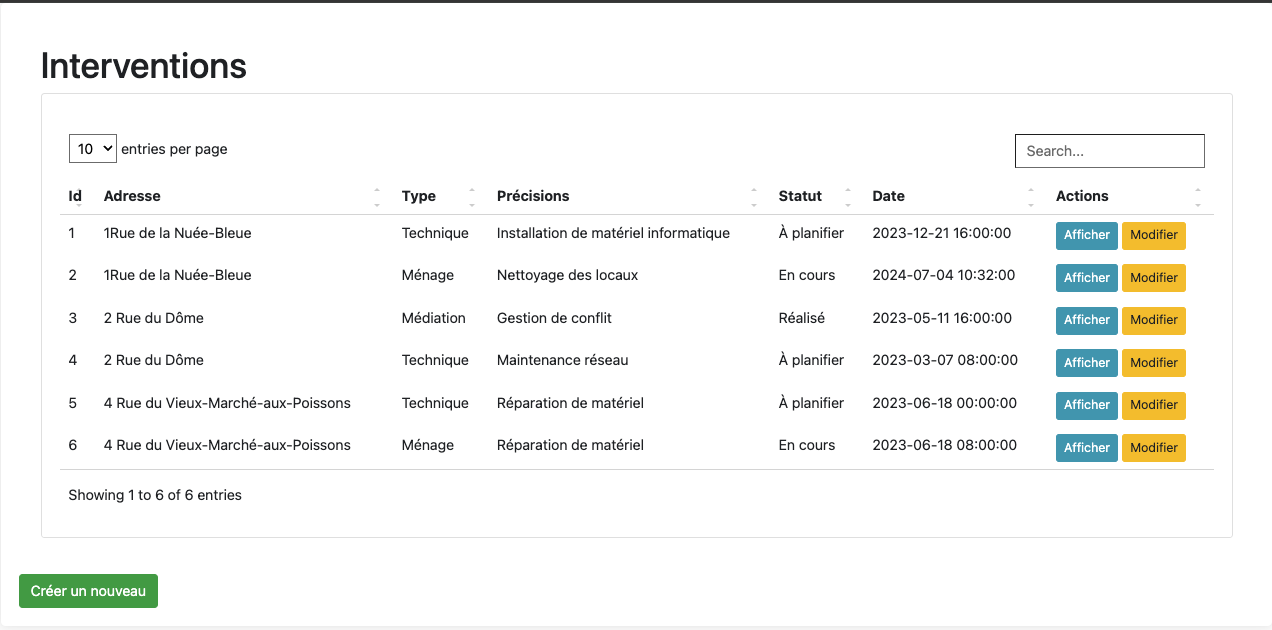 Interventions
10 entries per page
Search...
Id Adresse Type Précisions Statut Date Actions
1 1Rue de la Nuée-Bleue Technique Installation de matériel informatique À planifier 2023-12-21 16:00:00 Afficher Modifier
2 1Rue de la Nuée-Bleue Ménage Nettoyage des locaux En cours 2024-07-04 10:32:00 Afficher Modifier
3 2 Rue du Dôme Médiation Gestion de conflit Réalisé 2023-05-11 16:00:00 Afficher Modifier
4 2 Rue du Dôme Technique Maintenance réseau À planifier 2023-03-07 08:00:00 Afficher Modifier
5 4 Rue du Vieux-Marché-aux-Poissons Technique Réparation de matériel À planifier 2023-06-18 00:00:00 Afficher Modifier
6 4 Rue du Vieux-Marché-aux-Poissons Ménage Réparation de matériel En cours 2023-06-18 08:00:00 Afficher Modifier
Showing 1 to 6 of 6 entries
Créer un nouveau